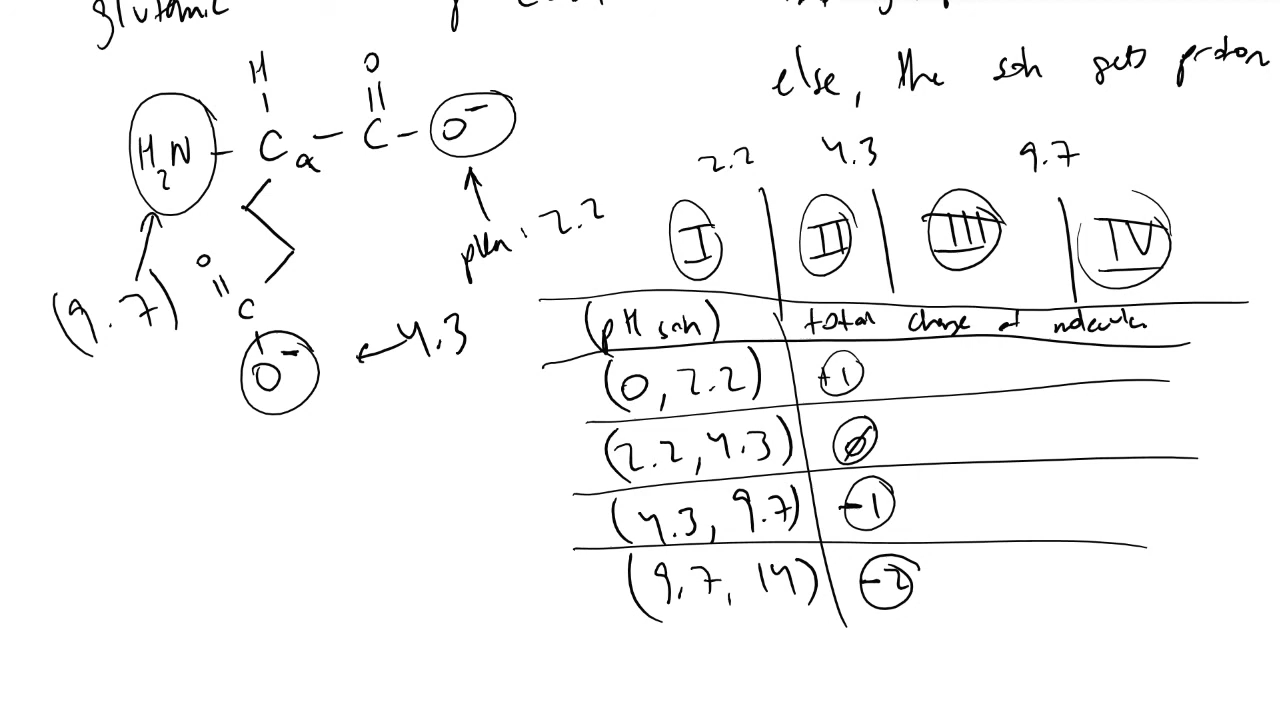 glutamic
else, the soln gets proton
H O
H2N - Cα - C - O-
pka: 2.2
(9.7)
O
C
O-
4.3
2.2 4.3 9.7
I II III IV
(pH soln) total charge of molecule
(0, 2.2) +1
(2.2, 4.3) 0
(4.3, 9.7) -1
(9.7, 14) -2